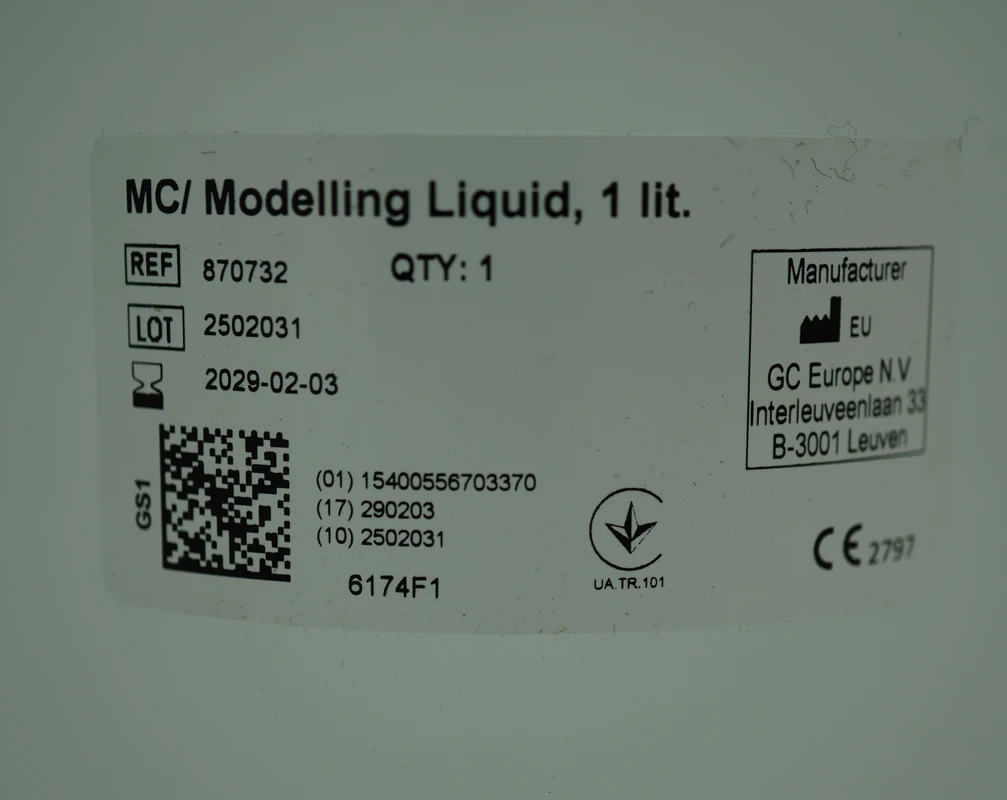 MC/ Modelling Liquid, 1 lit.
REF 870732 QTY: 1
LOT 2502031
2029-02-03
Manufacturer
EU
GC Europe N.V.
Interleuveenlaan 33
B-3001 Leuven
GS1
(01) 15400556703370
(17) 290203
(10) 2502031
6174F1
UA.TR.101
CE 2797